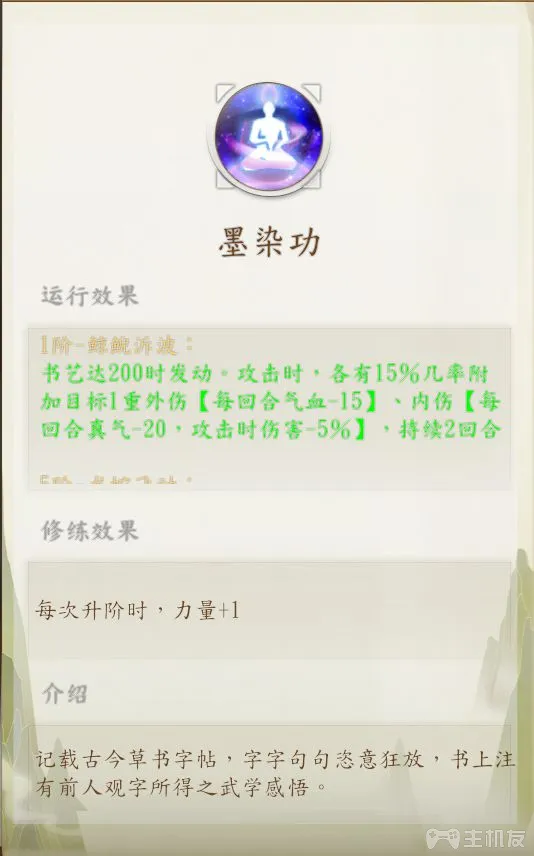 墨染功
运行效果
1阶-鲸鲵泝波：
书艺达200时发动。攻击时，各有15%几率附
加目标1重外伤【每回合气血-15】、内伤【每
回合真气-20，攻击时伤害-5%】，持续2回合
修练效果
每次升阶时，力量+1
介绍
记载古今草书字帖，字字句句恣意狂放，书上注
有前人观字所得之武学感悟。
主机友